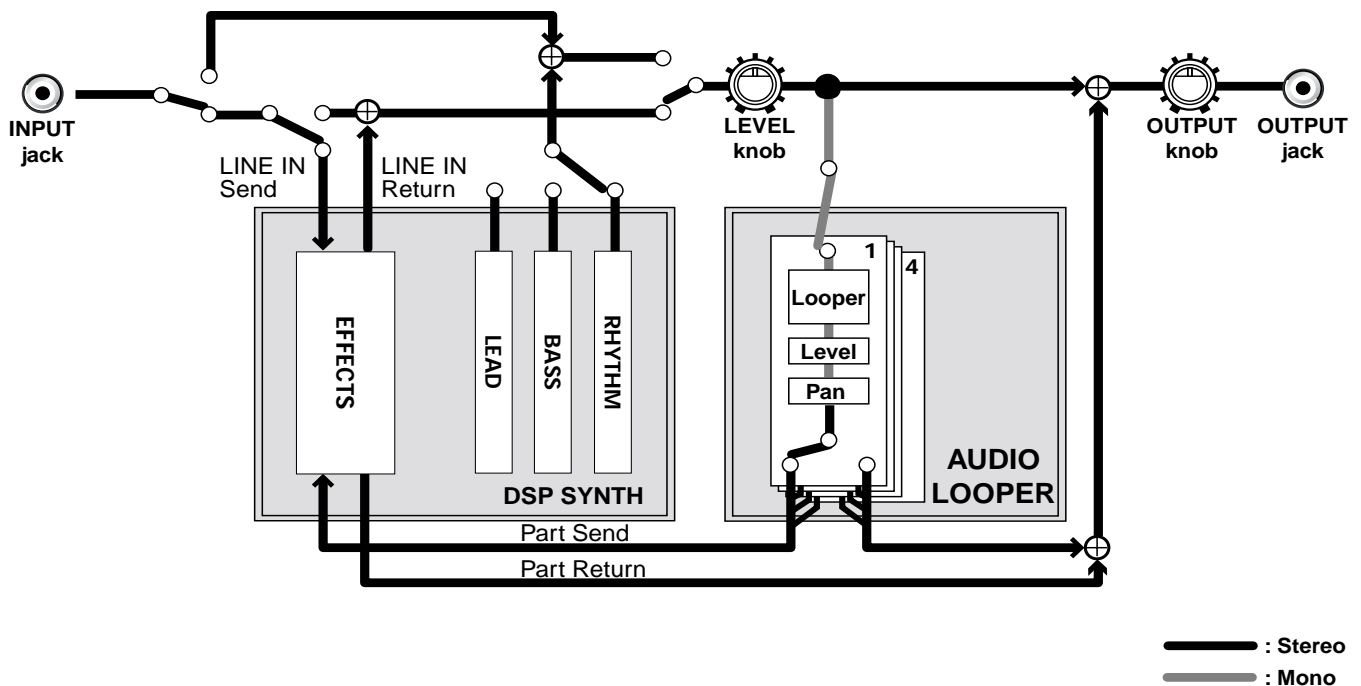 INPUT
jack
LINE IN
Send
LINE IN
Return
LEVEL
knob
OUTPUT
knob
OUTPUT
jack
EFFECTS
LEAD
BASS
RHYTHM
DSP SYNTH
1
4
Looper
Level
Pan
AUDIO
LOOPER
Part Send
Part Return
: Stereo
: Mono